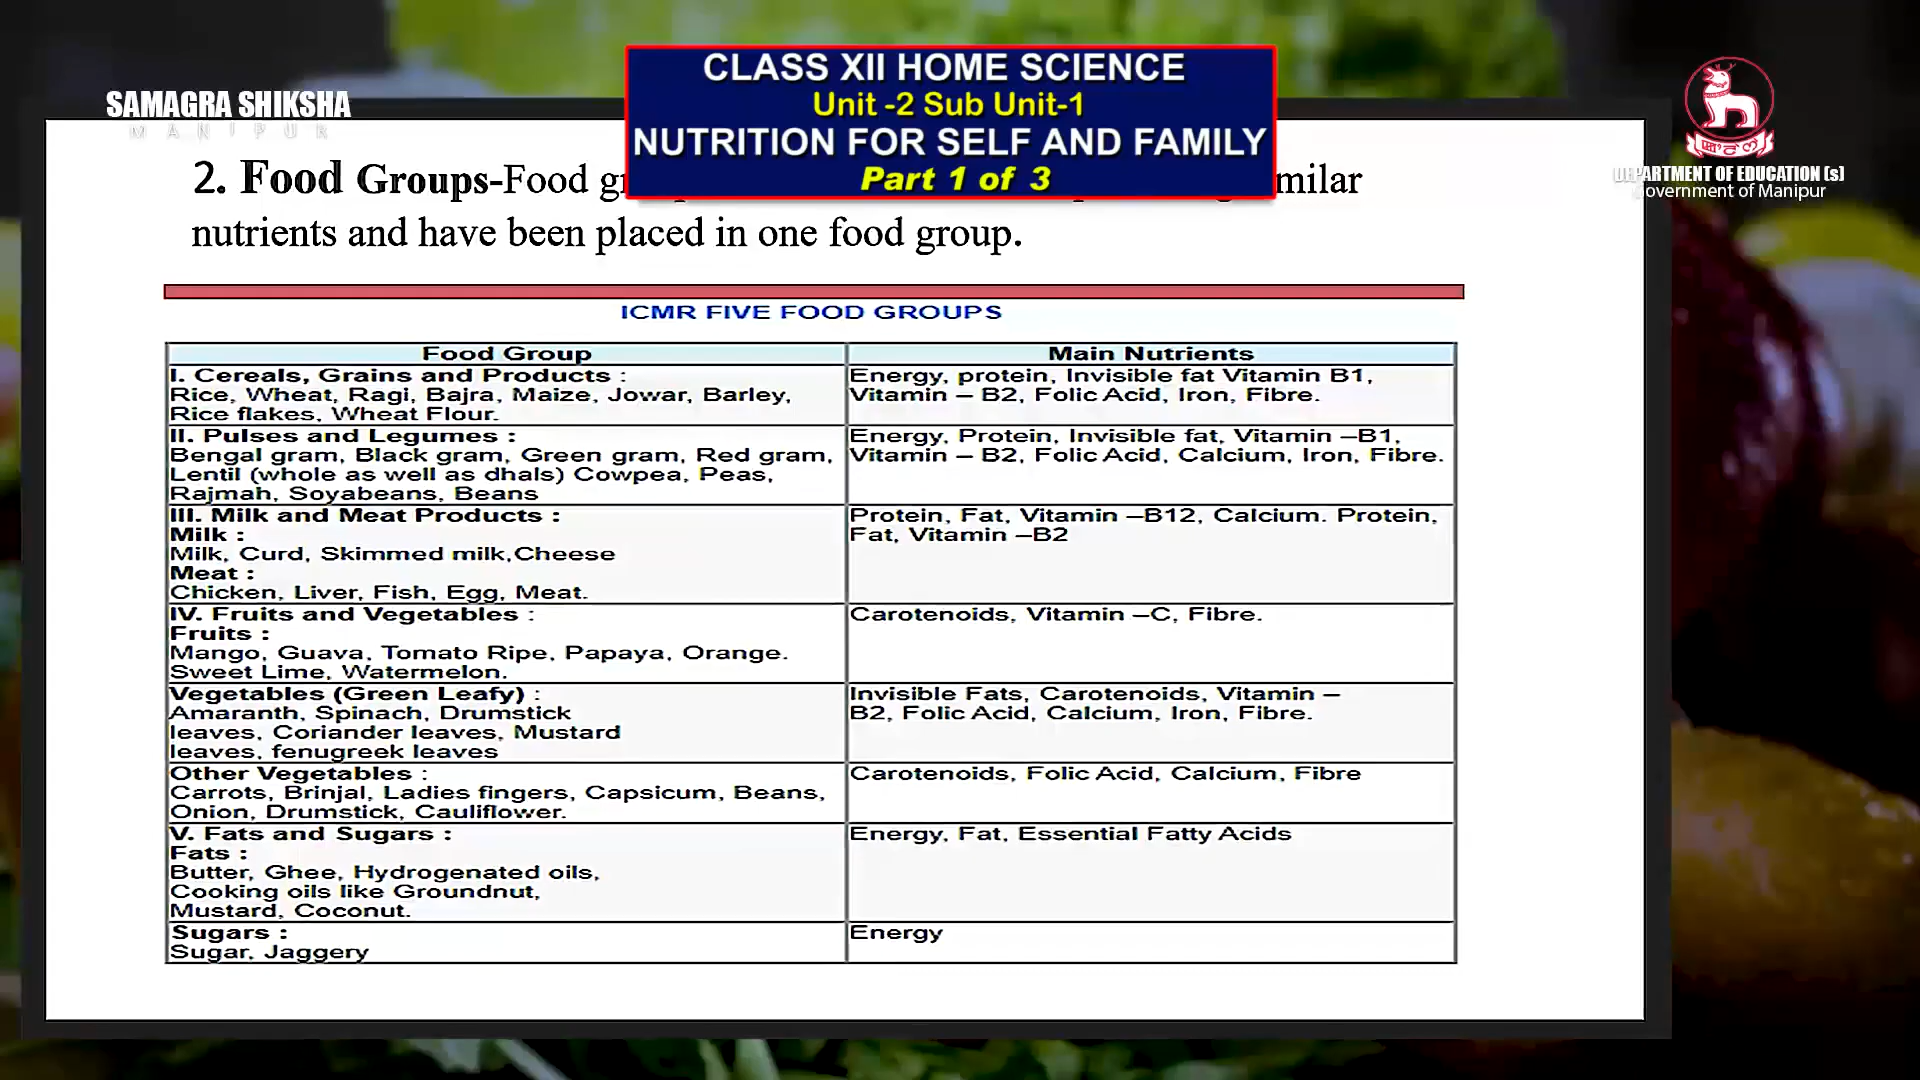 CLASS XII HOME SCIENCE
Unit -2 Sub Unit-1
NUTRITION FOR SELF AND FAMILY
Part 1 of 3
SAMAGRA SHIKSHA
MANIPUR
DEPARTMENT OF EDUCATION (s)
Government of Manipur
2. Food Groups-Food
nutrients and have been placed in one food group.
ICMR FIVE FOOD GROUPS
Food Group
Main Nutrients
I. Cereals, Grains and Products :
Rice, Wheat, Ragi, Bajra, Maize, Jowar, Barley,
Rice flakes, Wheat Flour.
Energy, protein, Invisible fat Vitamin B1,
Vitamin – B2, Folic Acid, Iron, Fibre.
II. Pulses and Legumes :
Bengal gram, Black gram, Green gram, Red gram,
Lentil (whole as well as dhals) Cowpea, Peas,
Rajmah, Soyabeans, Beans
Energy, Protein, Invisible fat, Vitamin –B1,
Vitamin – B2, Folic Acid, Calcium, Iron, Fibre.
III. Milk and Meat Products :
Milk :
Milk, Curd, Skimmed milk,Cheese
Meat :
Chicken, Liver, Fish, Egg, Meat.
Protein, Fat, Vitamin –B12, Calcium. Protein,
Fat, Vitamin –B2
IV. Fruits and Vegetables :
Fruits :
Mango, Guava, Tomato Ripe, Papaya, Orange.
Sweet Lime, Watermelon.
Carotenoids, Vitamin –C, Fibre.
Vegetables (Green Leafy) :
Amaranth, Spinach, Drumstick
leaves, Coriander leaves, Mustard
leaves, fenugreek leaves
Invisible Fats, Carotenoids, Vitamin –
B2, Folic Acid, Calcium, Iron, Fibre.
Other Vegetables :
Carrots, Brinjal, Ladies fingers, Capsicum, Beans,
Onion, Drumstick, Cauliflower.
Carotenoids, Folic Acid, Calcium, Fibre
V. Fats and Sugars :
Fats :
Butter, Ghee, Hydrogenated oils,
Cooking oils like Groundnut,
Mustard, Coconut.
Energy, Fat, Essential Fatty Acids
Sugars :
Sugar, Jaggery
Energy